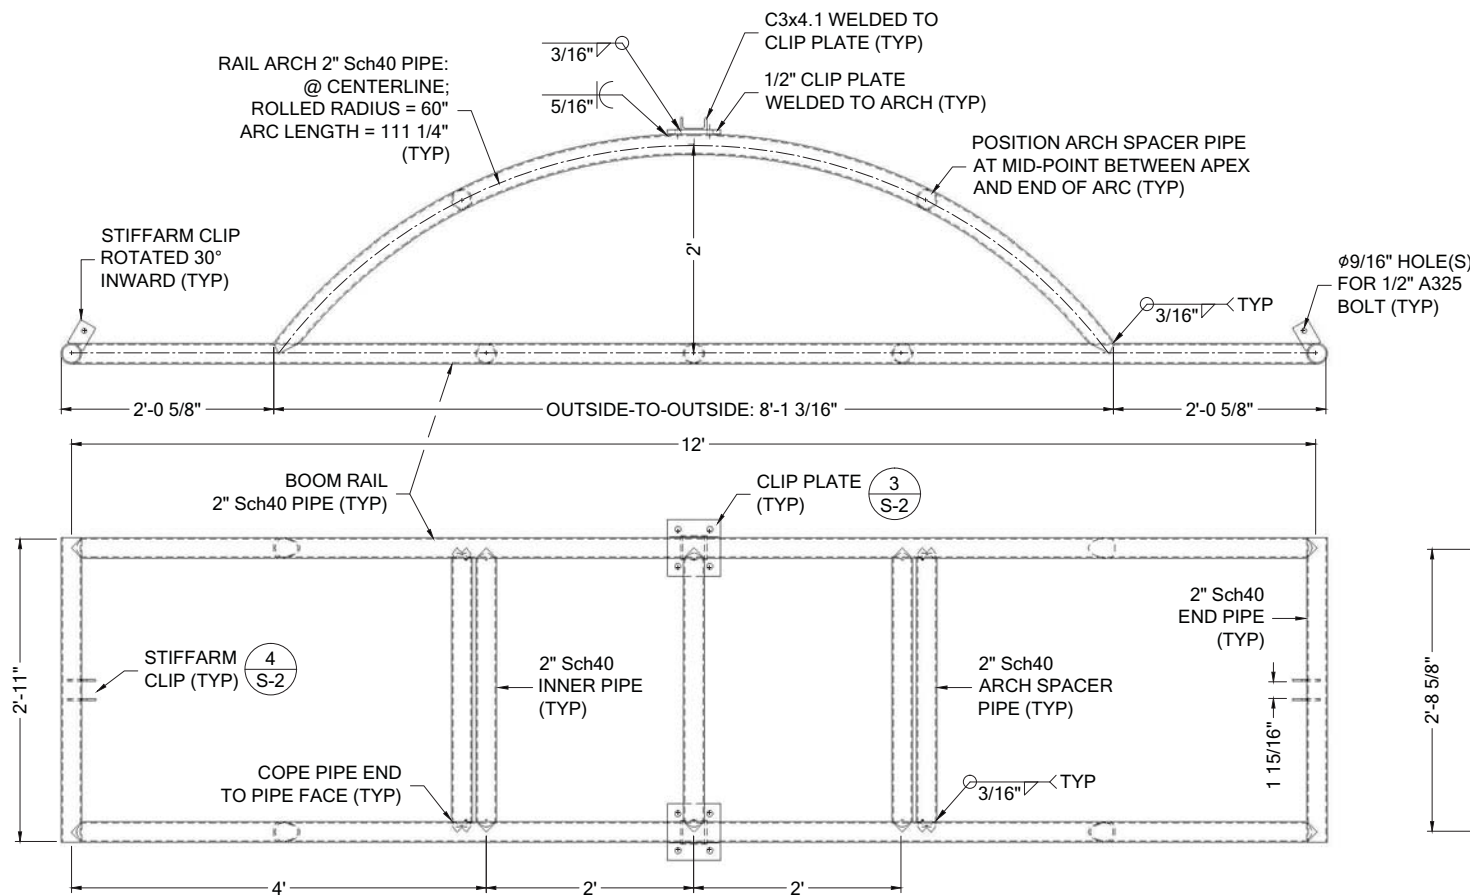 C3x4.1 WELDED TO
CLIP PLATE (TYP)
3/16"
RAIL ARCH 2" Sch40 PIPE:
@ CENTERLINE;
ROLLED RADIUS = 60"
ARC LENGTH = 111 1/4"
(TYP)
5/16"
1/2" CLIP PLATE
WELDED TO ARCH (TYP)
POSITION ARCH SPACER PIPE
AT MID-POINT BETWEEN APEX
AND END OF ARC (TYP)
STIFFARM CLIP
ROTATED 30°
INWARD (TYP)
2'
ø9/16" HOLE(S)
FOR 1/2" A325
BOLT (TYP)
3/16"
TYP
2'-0 5/8"
OUTSIDE-TO-OUTSIDE: 8'-1 3/16"
2'-0 5/8"
12'
BOOM RAIL
2" Sch40 PIPE (TYP)
CLIP PLATE
(TYP)
3
S-2
2'-11"
STIFFARM
CLIP (TYP)
4
S-2
2" Sch40
INNER PIPE
(TYP)
2" Sch40
ARCH SPACER
PIPE (TYP)
2" Sch40
END PIPE
(TYP)
1 15/16"
2'-8 5/8"
COPE PIPE END
TO PIPE FACE (TYP)
3/16"
TYP
4'
2'
2'